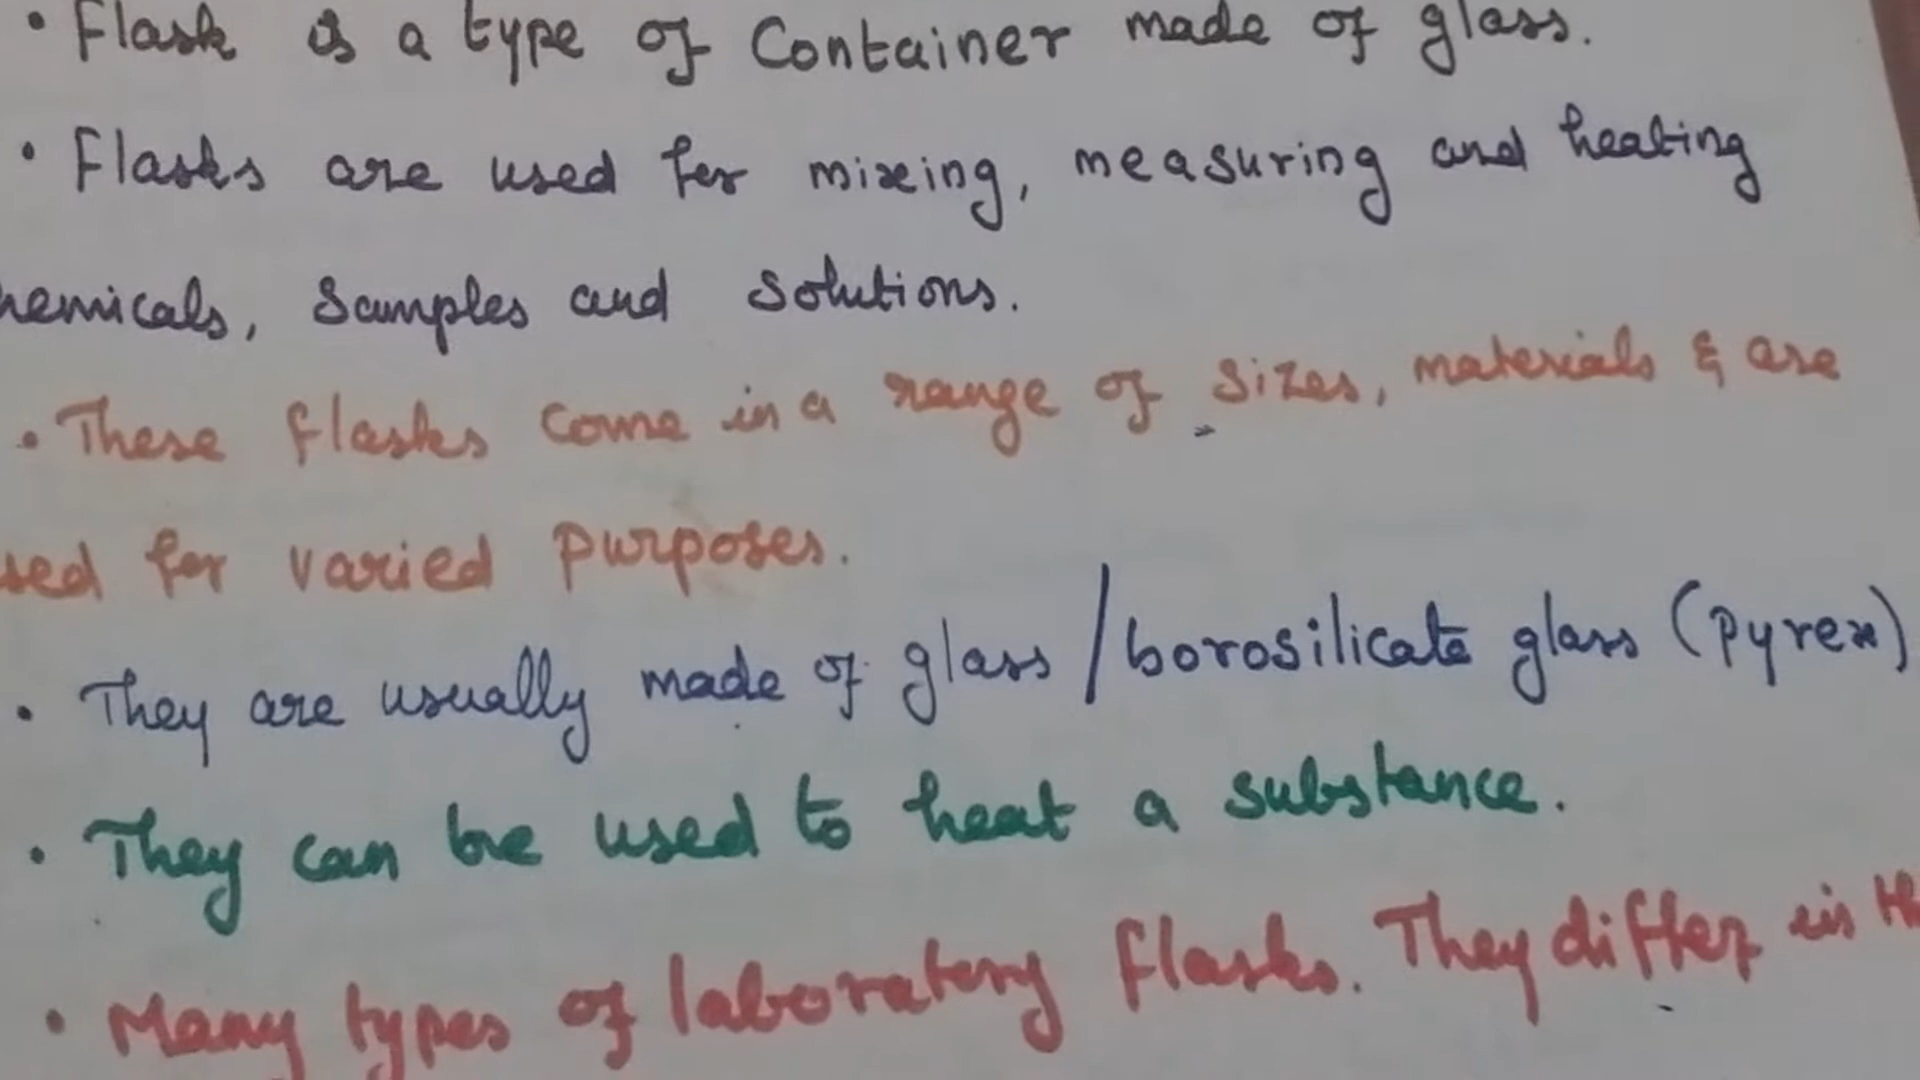 • Flask is a type of Container made of glass.
• Flasks are used for mixing, measuring and heating
hemicals, Samples and Solutions.
• These flasks come in a range of Sizes, materials & are
sed for varied purposes.
• They are usually made of glass/borosilicate glass (Pyrex)
• They can be used to heat a substance.
• Many types of laboratory flasks. They differ in th